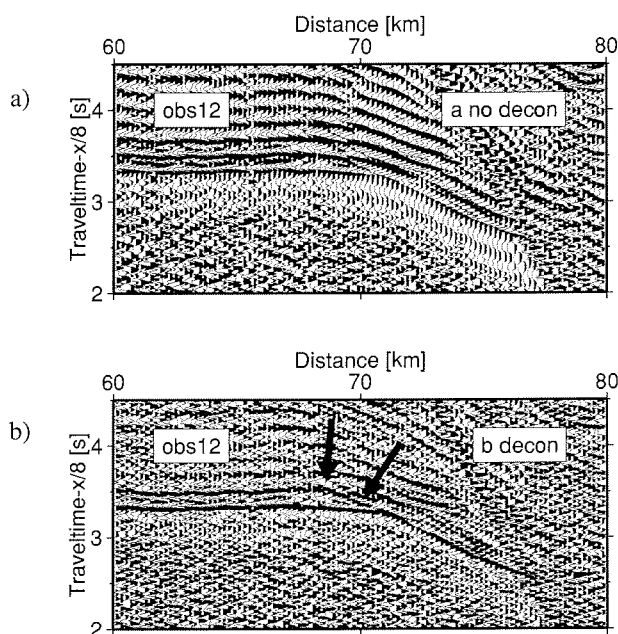 Distance [km]
60 70 80
a)
Traveltime-x/8 [s]
4
3
2
obs12
a no decon
Distance [km]
60 70 80
b)
Traveltime-x/8 [s]
4
3
2
obs12
b decon